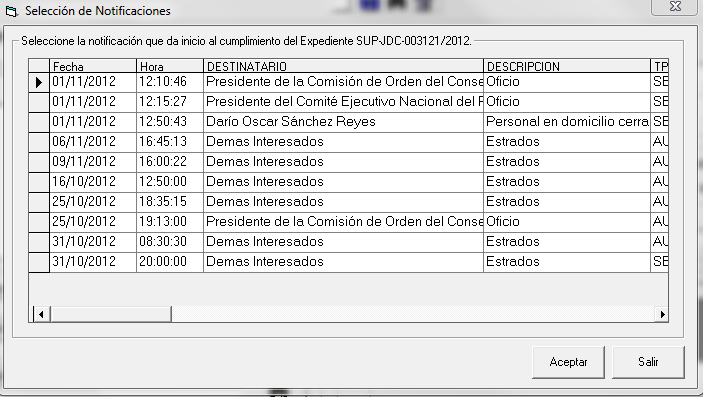 Selección de Notificaciones
Seleccione la notificación que da inicio al cumplimiento del Expediente SUP-JDC-003121/2012.
Fecha Hora DESTINATARIO DESCRIPCION TP
01/11/2012 12:10:46 Presidente de la Comisión de Orden del Conse Oficio SE
01/11/2012 12:15:27 Presidente del Comité Ejecutivo Nacional del P Oficio SE
01/11/2012 12:50:43 Darío Oscar Sánchez Reyes Personal en domicilio cerra SE
06/11/2012 16:45:13 Demas Interesados Estrados AU
09/11/2012 16:00:22 Demas Interesados Estrados AU
16/10/2012 12:50:00 Demas Interesados Estrados AU
25/10/2012 18:35:15 Demas Interesados Estrados AU
25/10/2012 19:13:00 Presidente de la Comisión de Orden del Conse Oficio AU
31/10/2012 08:30:30 Demas Interesados Estrados AU
31/10/2012 20:00:00 Demas Interesados Estrados SE
Aceptar Salir